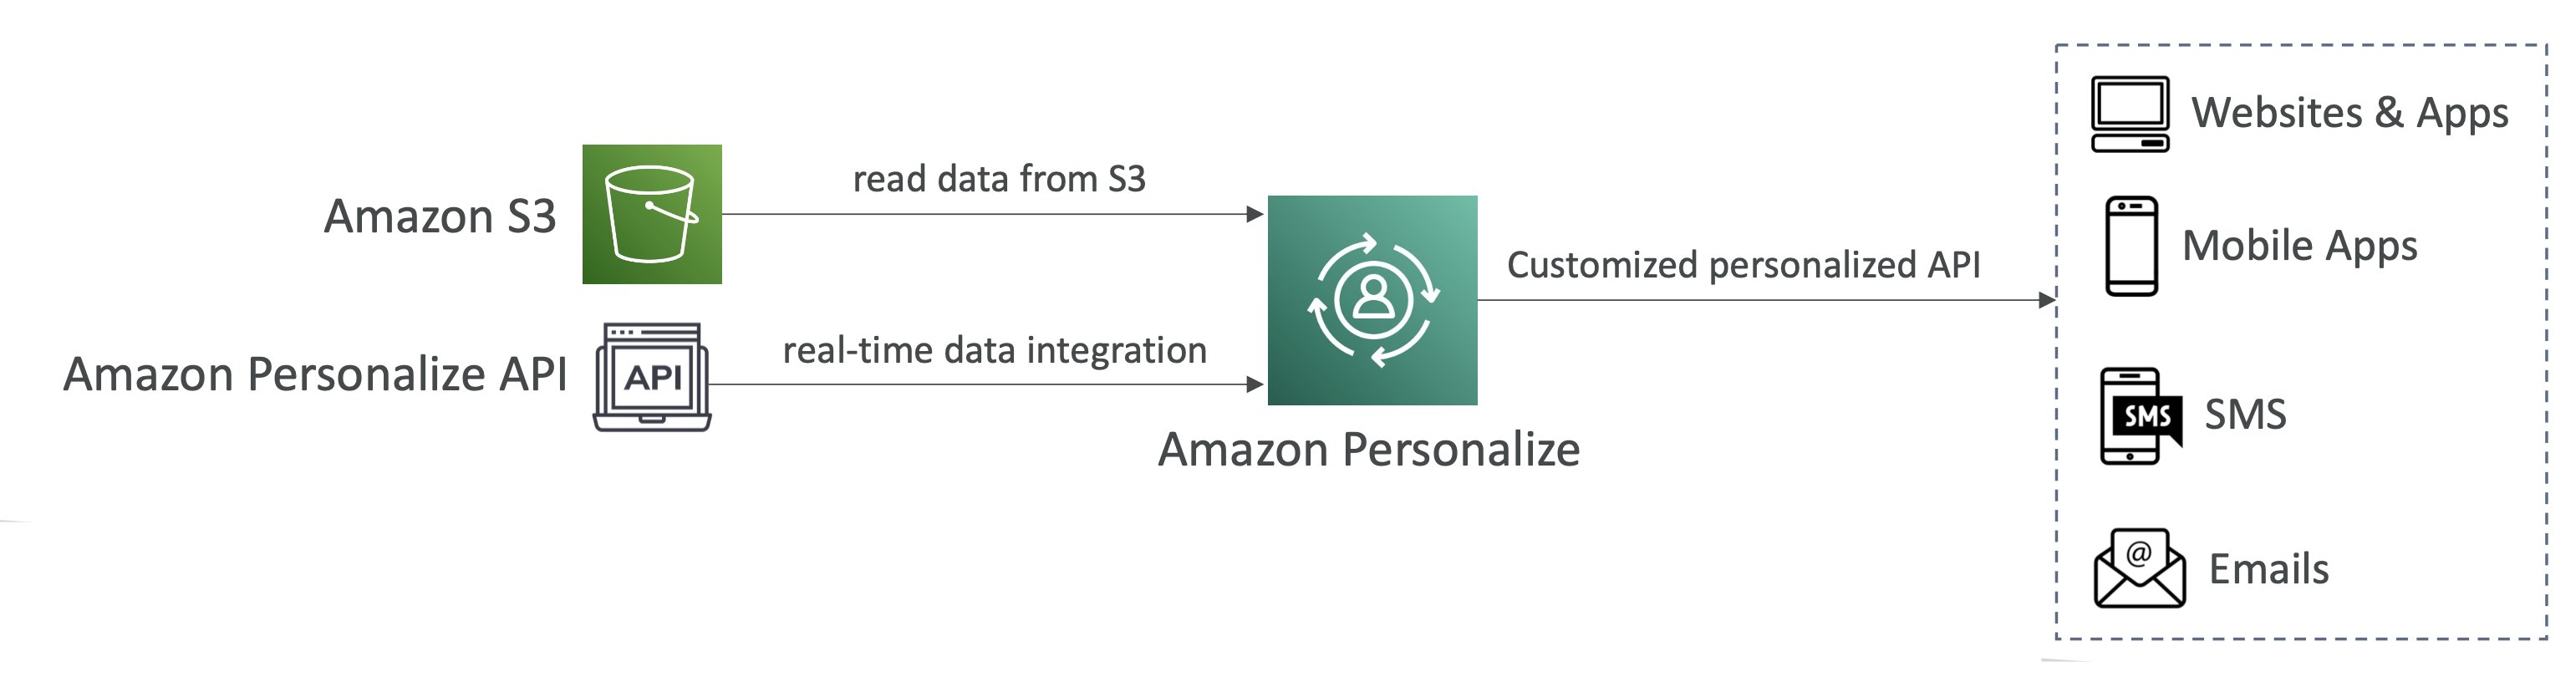 Amazon S3
read data from S3
Amazon Personalize API
API
real-time data integration
Amazon Personalize
Customized personalized API
Websites & Apps
Mobile Apps
SMS
SMS
@
Emails